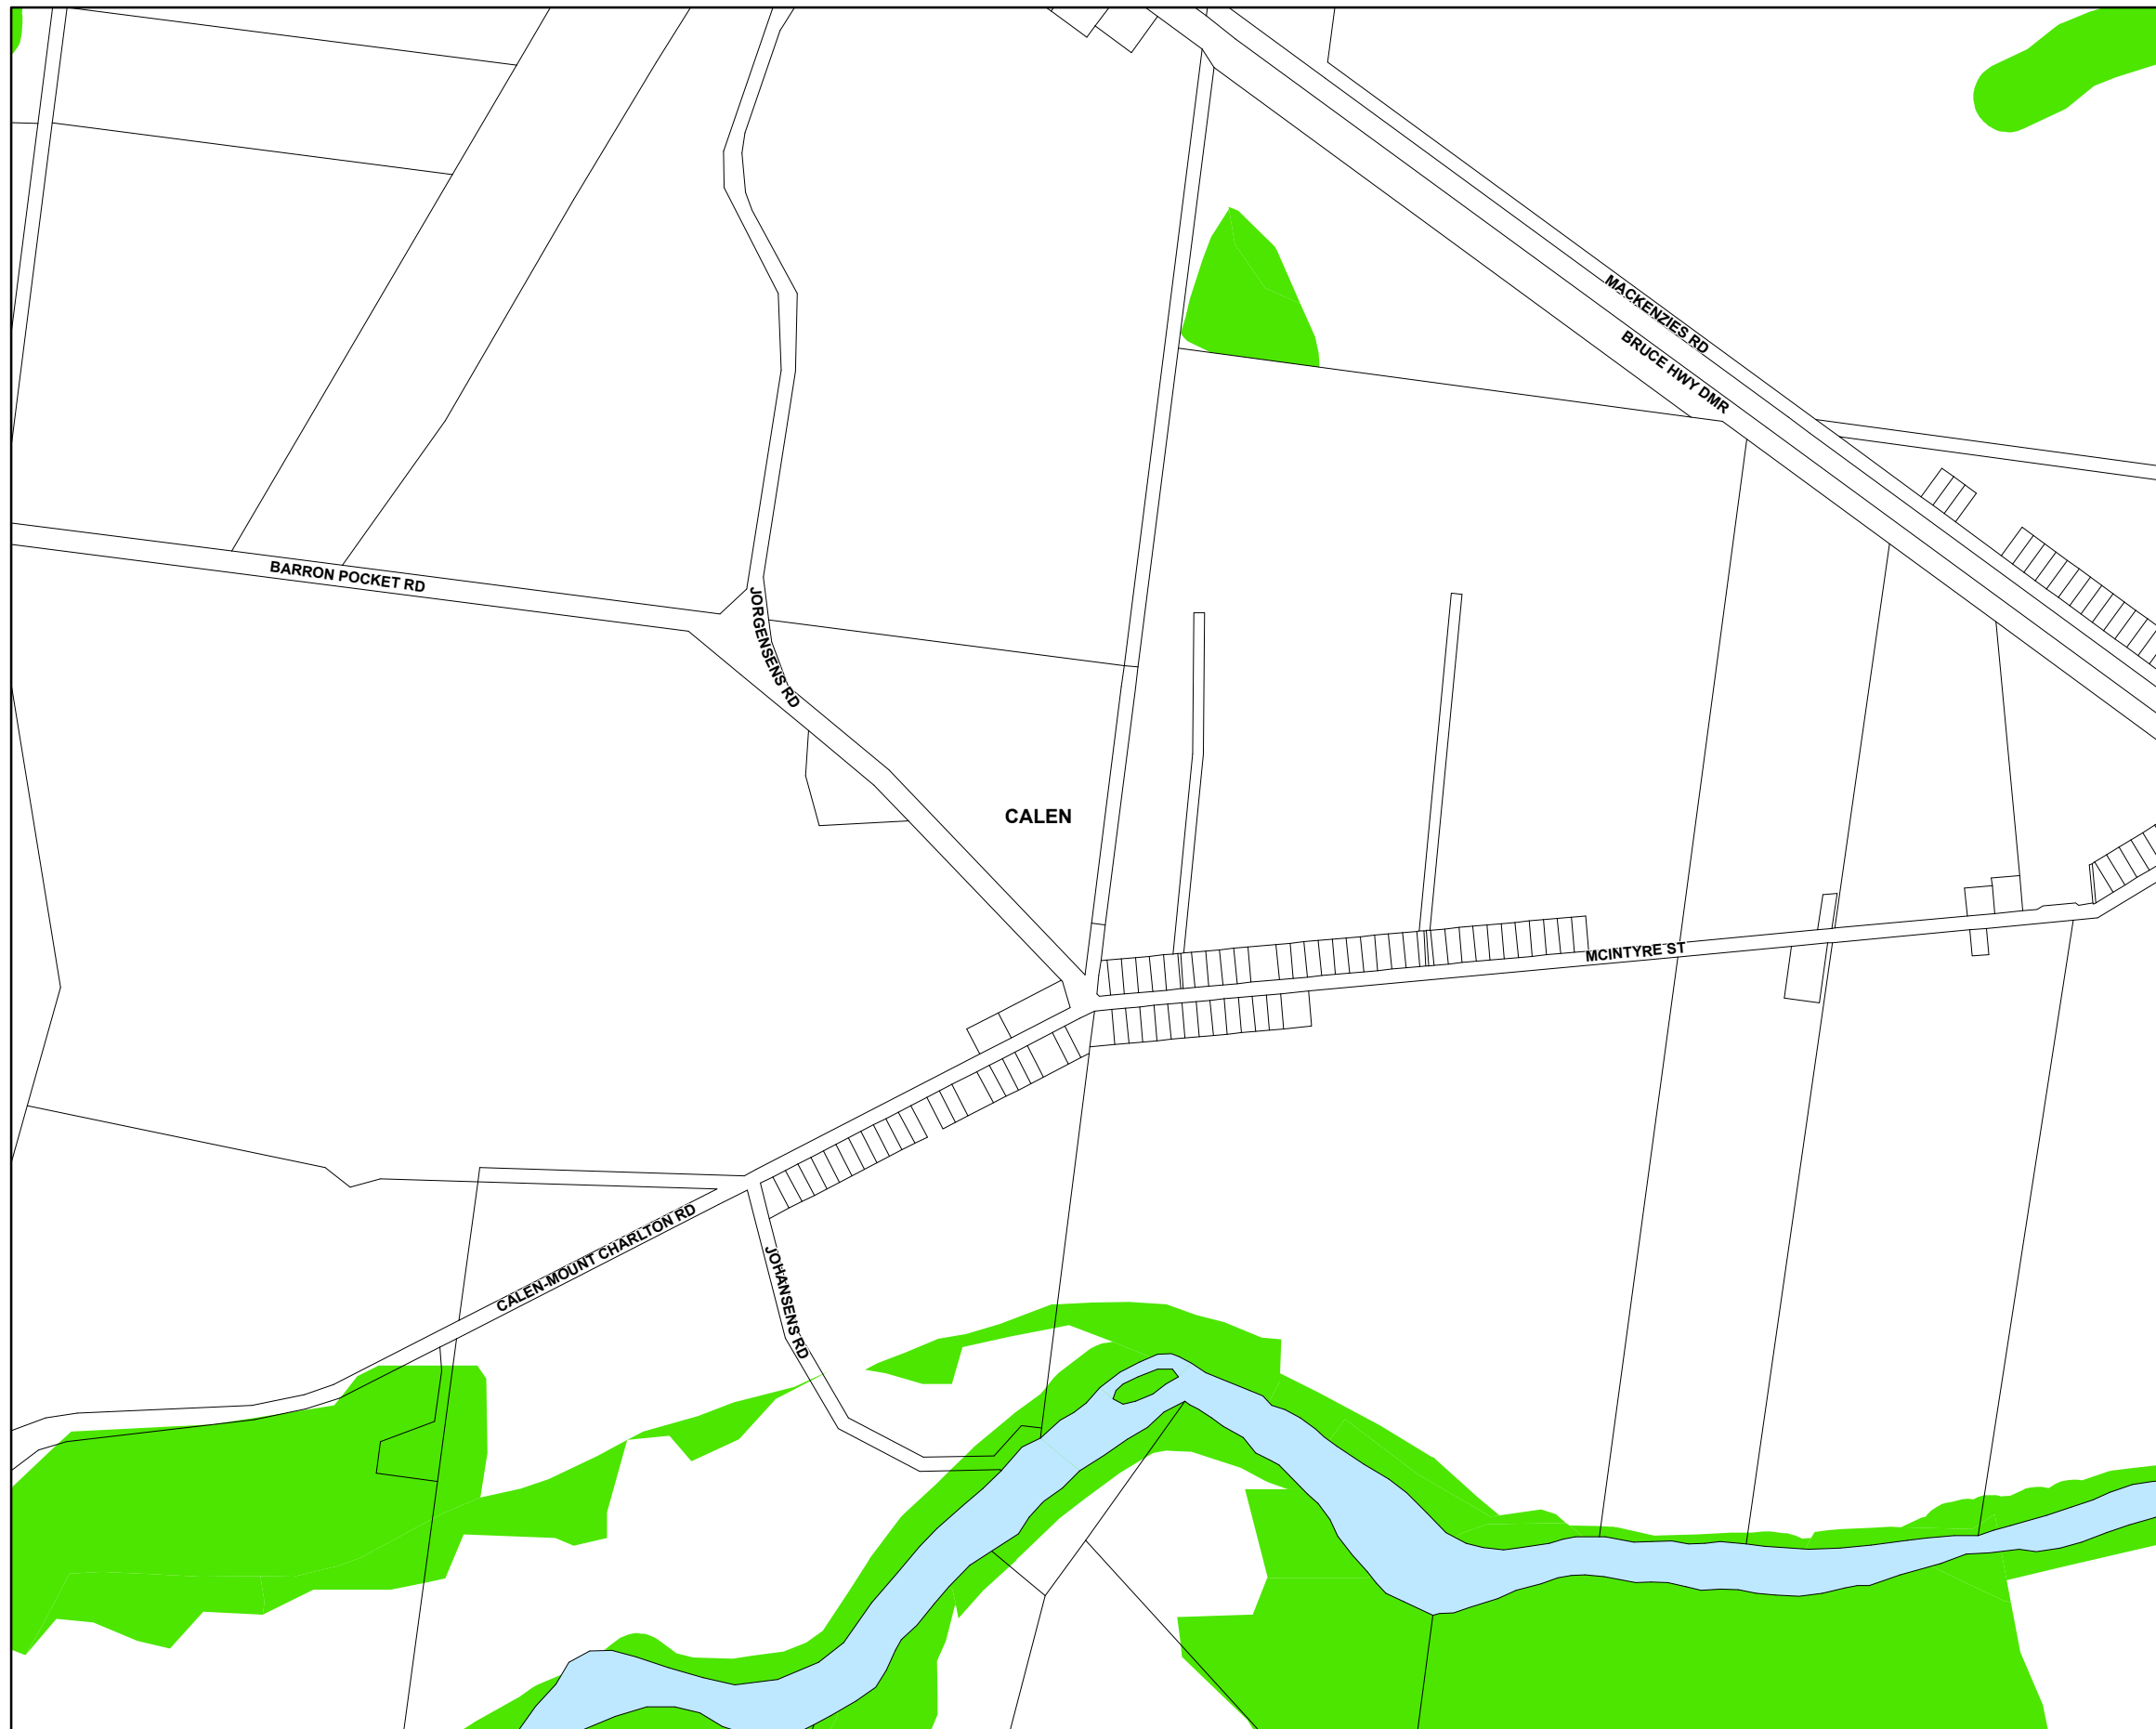 MACKENZIES RD
BRUCE HWY DMR
BARRON POCKET RD
JORGENSENS RD
CALEN
MCINTYRE ST
CALEN-MOUNT CHARLTON RD
JOHANSENS RD